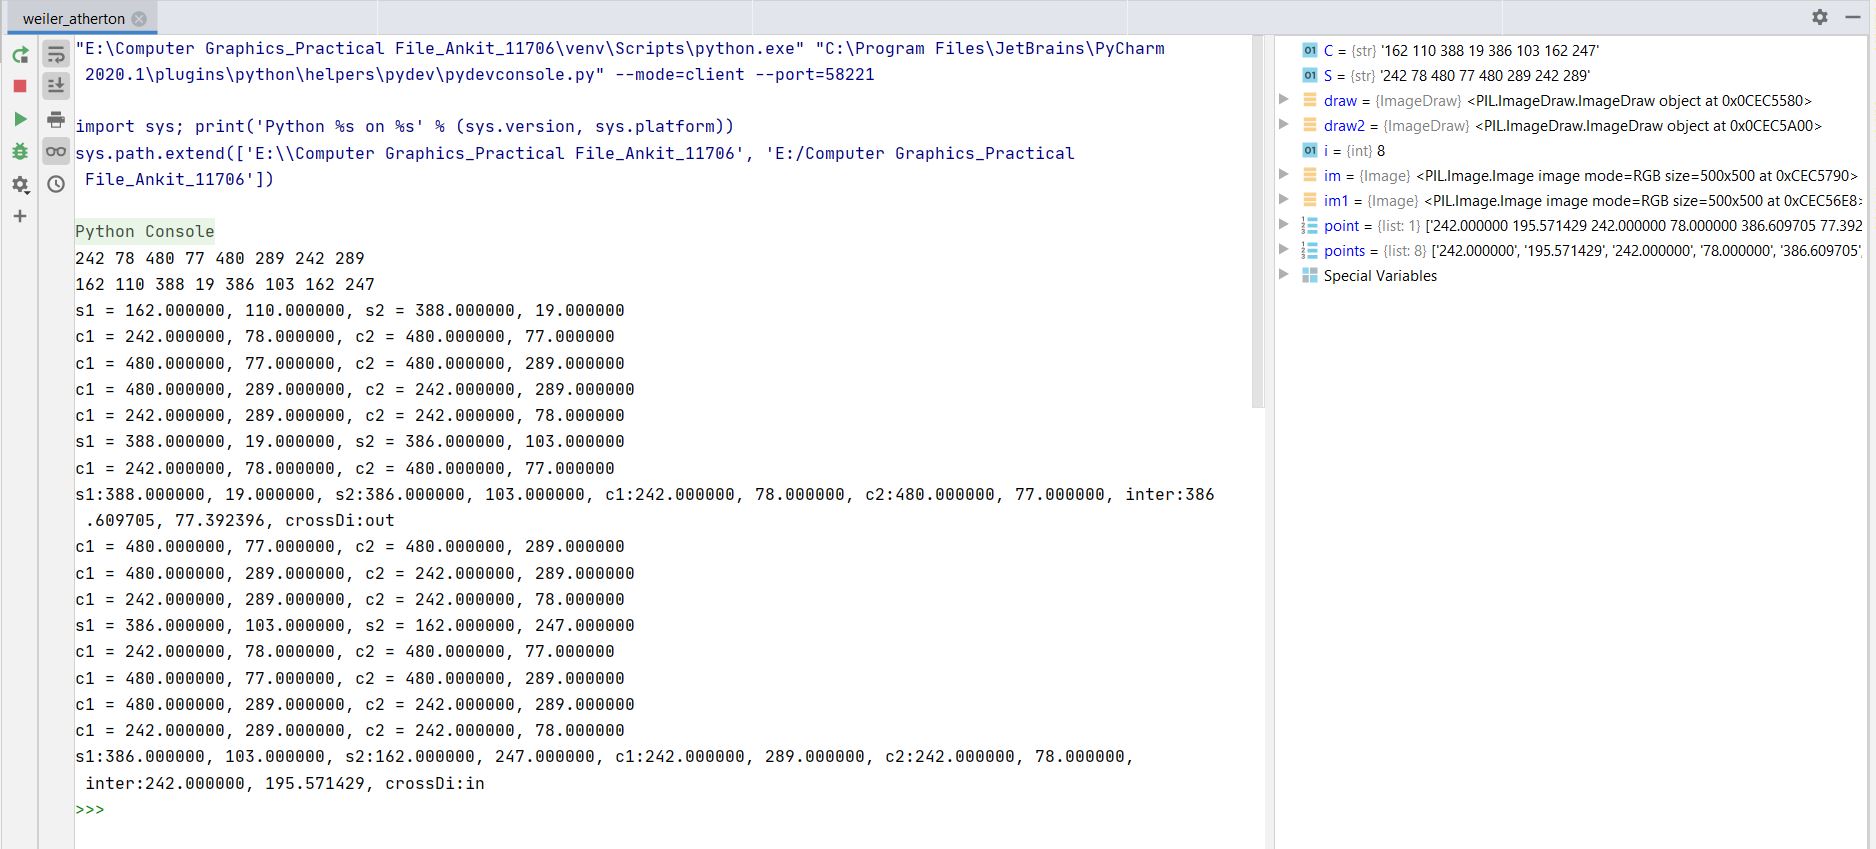 weiler_atherton
"E:\Computer Graphics_Practical File_Ankit_11706\venv\Scripts\python.exe" "C:\Program Files\JetBrains\PyCharm
2020.1\plugins\python\helpers\pydev\pydevconsole.py" --mode=client --port=58221
import sys; print('Python %s on %s' % (sys.version, sys.platform))
sys.path.extend(['E:\\Computer Graphics_Practical File_Ankit_11706', 'E:/Computer Graphics_Practical
File_Ankit_11706'])
Python Console
242 78 480 77 480 289 242 289
162 110 388 19 386 103 162 247
s1 = 162.000000, 110.000000, s2 = 388.000000, 19.000000
c1 = 242.000000, 78.000000, c2 = 480.000000, 77.000000
c1 = 480.000000, 77.000000, c2 = 480.000000, 289.000000
c1 = 480.000000, 289.000000, c2 = 242.000000, 289.000000
c1 = 242.000000, 289.000000, c2 = 242.000000, 78.000000
s1 = 388.000000, 19.000000, s2 = 386.000000, 103.000000
c1 = 242.000000, 78.000000, c2 = 480.000000, 77.000000
s1:388.000000, 19.000000, s2:386.000000, 103.000000, c1:242.000000, 78.000000, c2:480.000000, 77.000000, inter:386
.609705, 77.392396, crossDi:out
c1 = 480.000000, 77.000000, c2 = 480.000000, 289.000000
c1 = 480.000000, 289.000000, c2 = 242.000000, 289.000000
c1 = 242.000000, 289.000000, c2 = 242.000000, 78.000000
s1 = 386.000000, 103.000000, s2 = 162.000000, 247.000000
c1 = 242.000000, 78.000000, c2 = 480.000000, 77.000000
c1 = 480.000000, 77.000000, c2 = 480.000000, 289.000000
c1 = 480.000000, 289.000000, c2 = 242.000000, 289.000000
c1 = 242.000000, 289.000000, c2 = 242.000000, 78.000000
s1:386.000000, 103.000000, s2:162.000000, 247.000000, c1:242.000000, 289.000000, c2:242.000000, 78.000000,
inter:242.000000, 195.571429, crossDi:in
>>>
C = {str} '162 110 388 19 386 103 162 247'
S = {str} '242 78 480 77 480 289 242 289'
draw = {ImageDraw} <PIL.ImageDraw.ImageDraw object at 0x0CEC5580>
draw2 = {ImageDraw} <PIL.ImageDraw.ImageDraw object at 0x0CEC5A00>
i = {int} 8
im = {Image} <PIL.Image.Image image mode=RGB size=500x500 at 0xCEC5790>
im1 = {Image} <PIL.Image.Image image mode=RGB size=500x500 at 0xCEC56E8>
point = {list: 1} ['242.000000 195.571429 242.000000 78.000000 386.609705 77.392
points = {list: 8} ['242.000000', '195.571429', '242.000000', '78.000000', '386.609705',
Special Variables